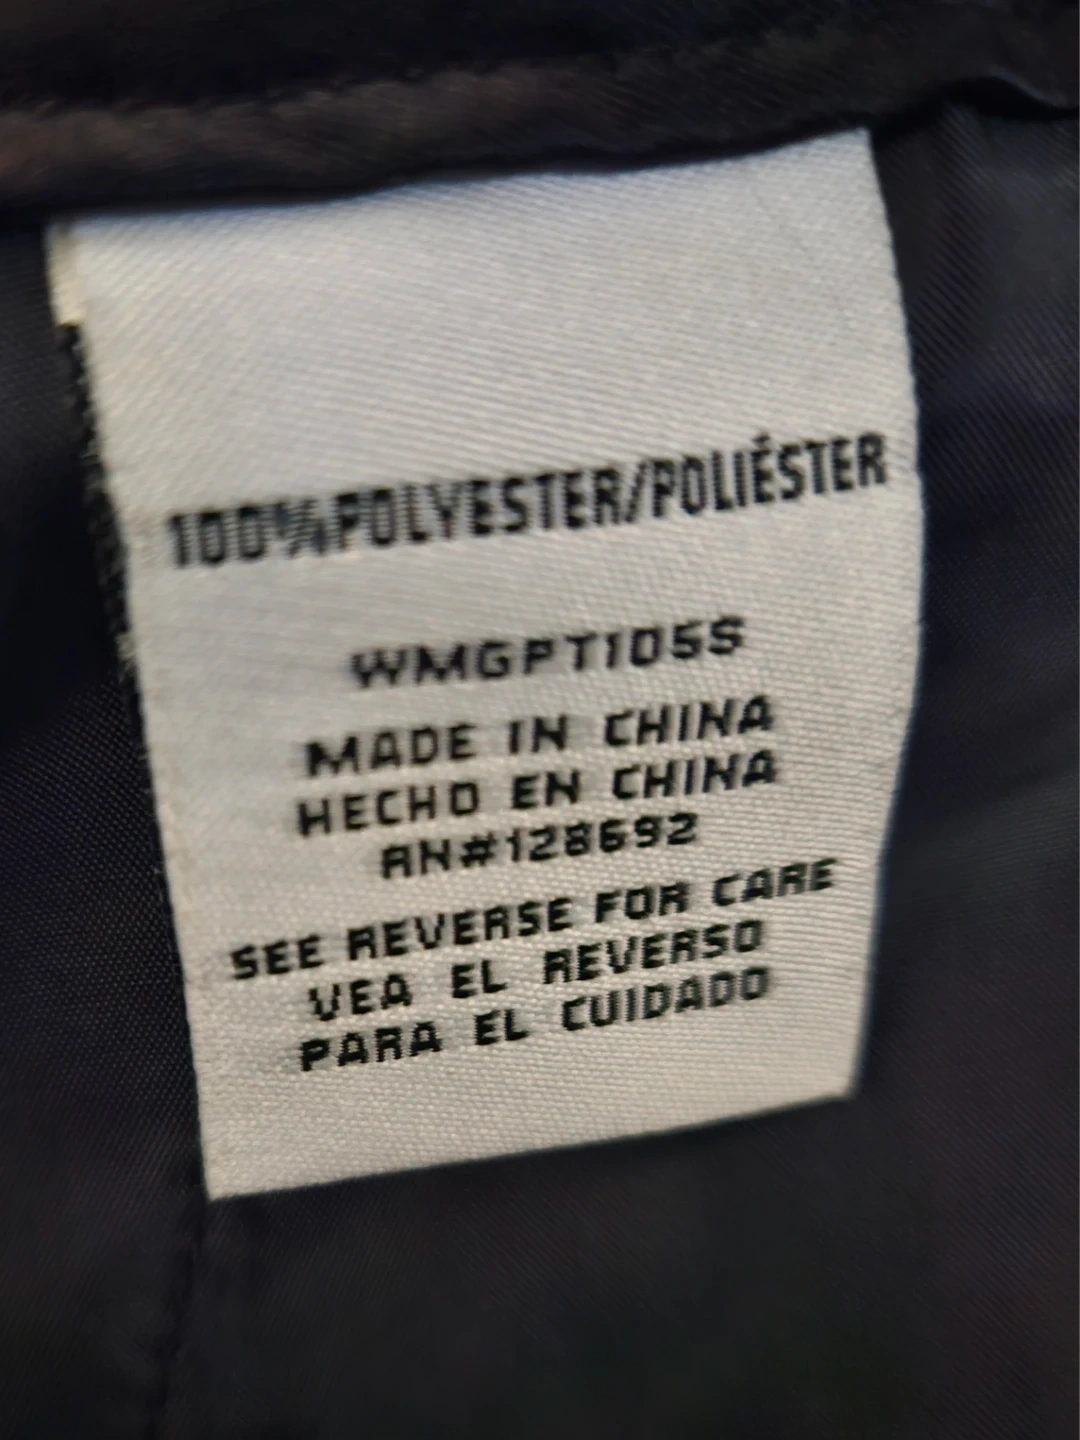 100%POLYESTER/POLIÉSTER
WMGPT105S
MADE IN CHINA
HECHO EN CHINA
RN#128692
SEE REVERSE FOR CARE
VEA EL REVERSO
PARA EL CUIDADO